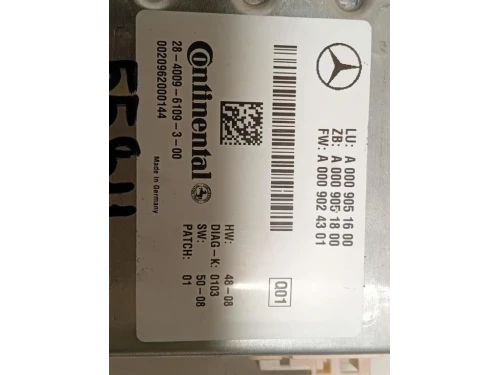 LU: A 000 905 16 00
ZB: A 000 905 18 00
FW: A 000 902 43 01
Q01
Continental
28-4009-6109-3-00
0020962000144
Made in Germany
HW: 48-08
DIAG-K: 0103
SW: 50-08
PATCH: 01